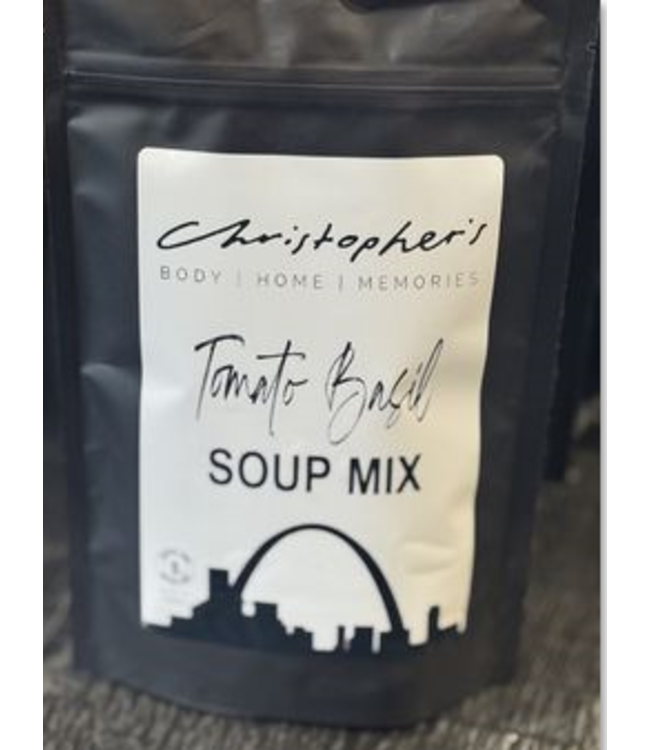 Christopher's
BODY | HOME | MEMORIES
Tomato Basil
SOUP MIX